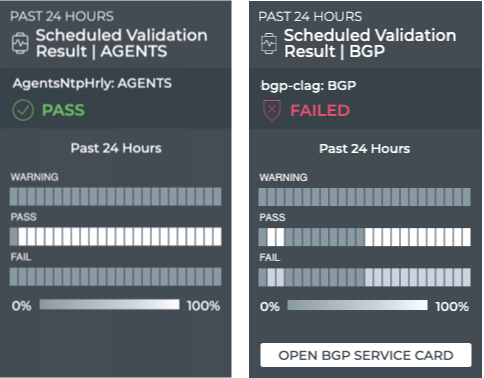 PAST 24 HOURS
Scheduled Validation
Result | AGENTS
AgentsNtpHrly: AGENTS
PASS
Past 24 Hours
WARNING
PASS
FAIL
0% 100%
PAST 24 HOURS
Scheduled Validation
Result | BGP
bgp-clag: BGP
FAILED
Past 24 Hours
WARNING
PASS
FAIL
0% 100%
OPEN BGP SERVICE CARD